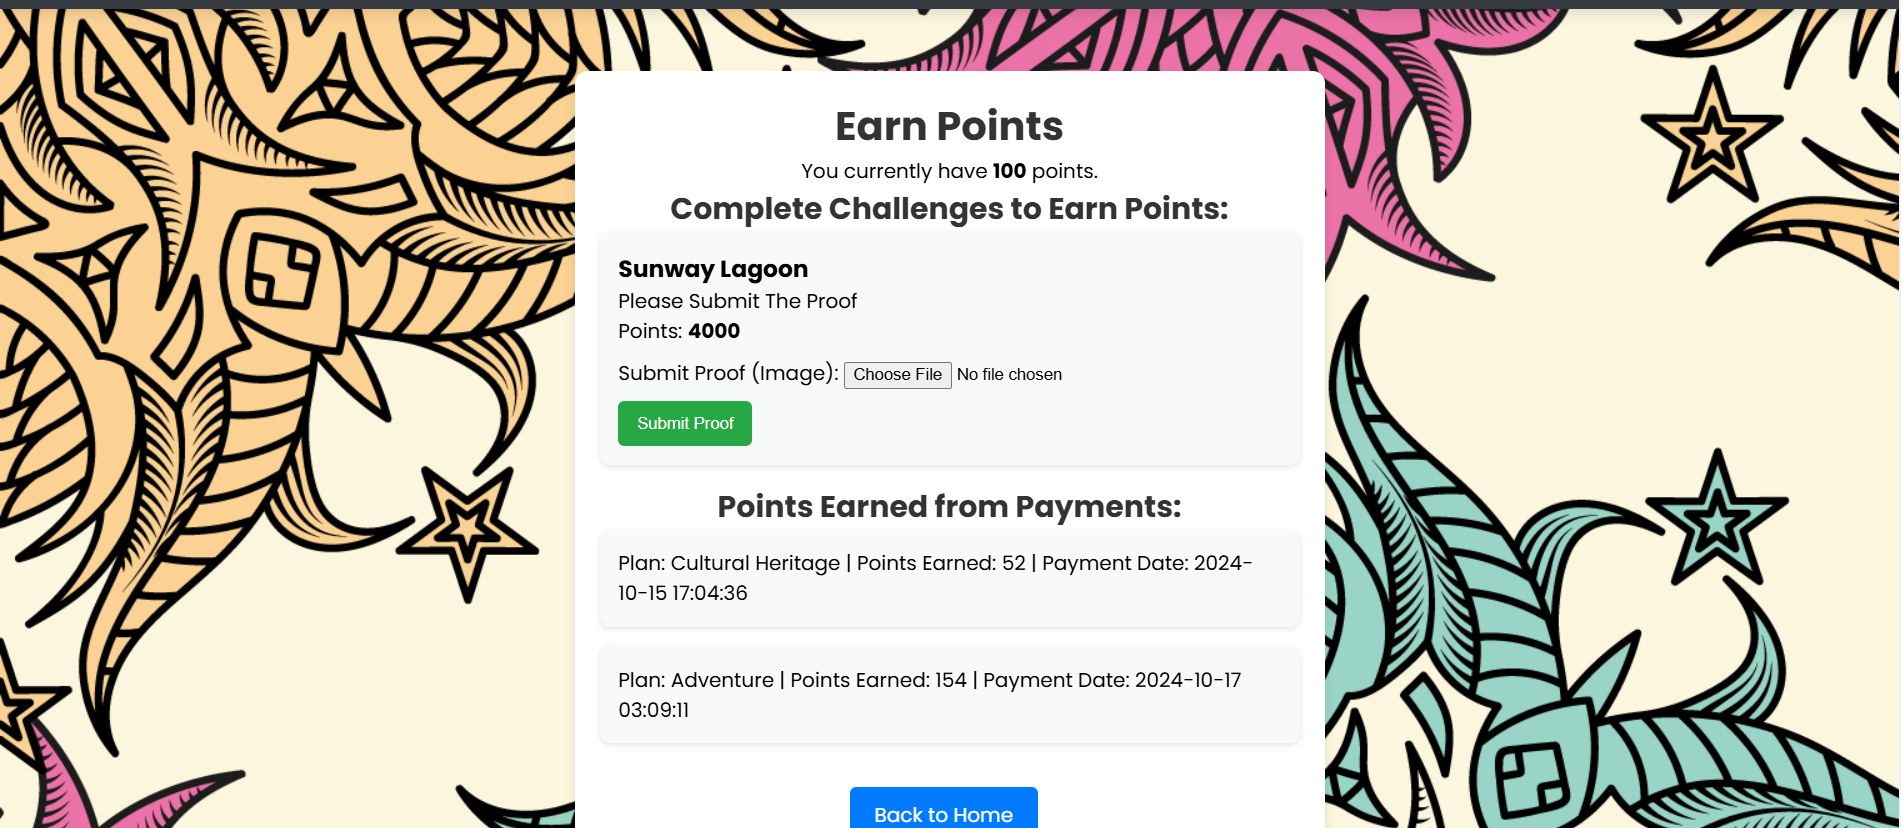 Earn Points
You currently have 100 points.
Complete Challenges to Earn Points:
Sunway Lagoon
Please Submit The Proof
Points: 4000
Submit Proof (Image): Choose File No file chosen
Submit Proof
Points Earned from Payments:
Plan: Cultural Heritage | Points Earned: 52 | Payment Date: 2024-
10-15 17:04:36
Plan: Adventure | Points Earned: 154 | Payment Date: 2024-10-17
03:09:11
Back to Home